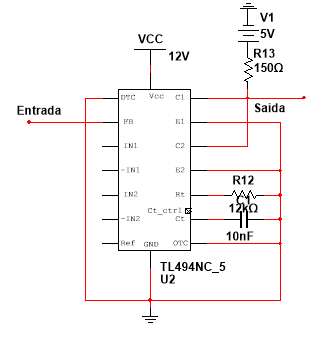 V1
5V
VCC
12V
R13
150Ω
Entrada
Saida
DTC
Vcc
C1
FB
E1
IN1
C2
-IN1
E2
IN2
Rt
R12
12kΩ
C1
Ct_ctrl
-IN2
Ct
10nF
Ref
GND
OTC
TL494NC_5
U2